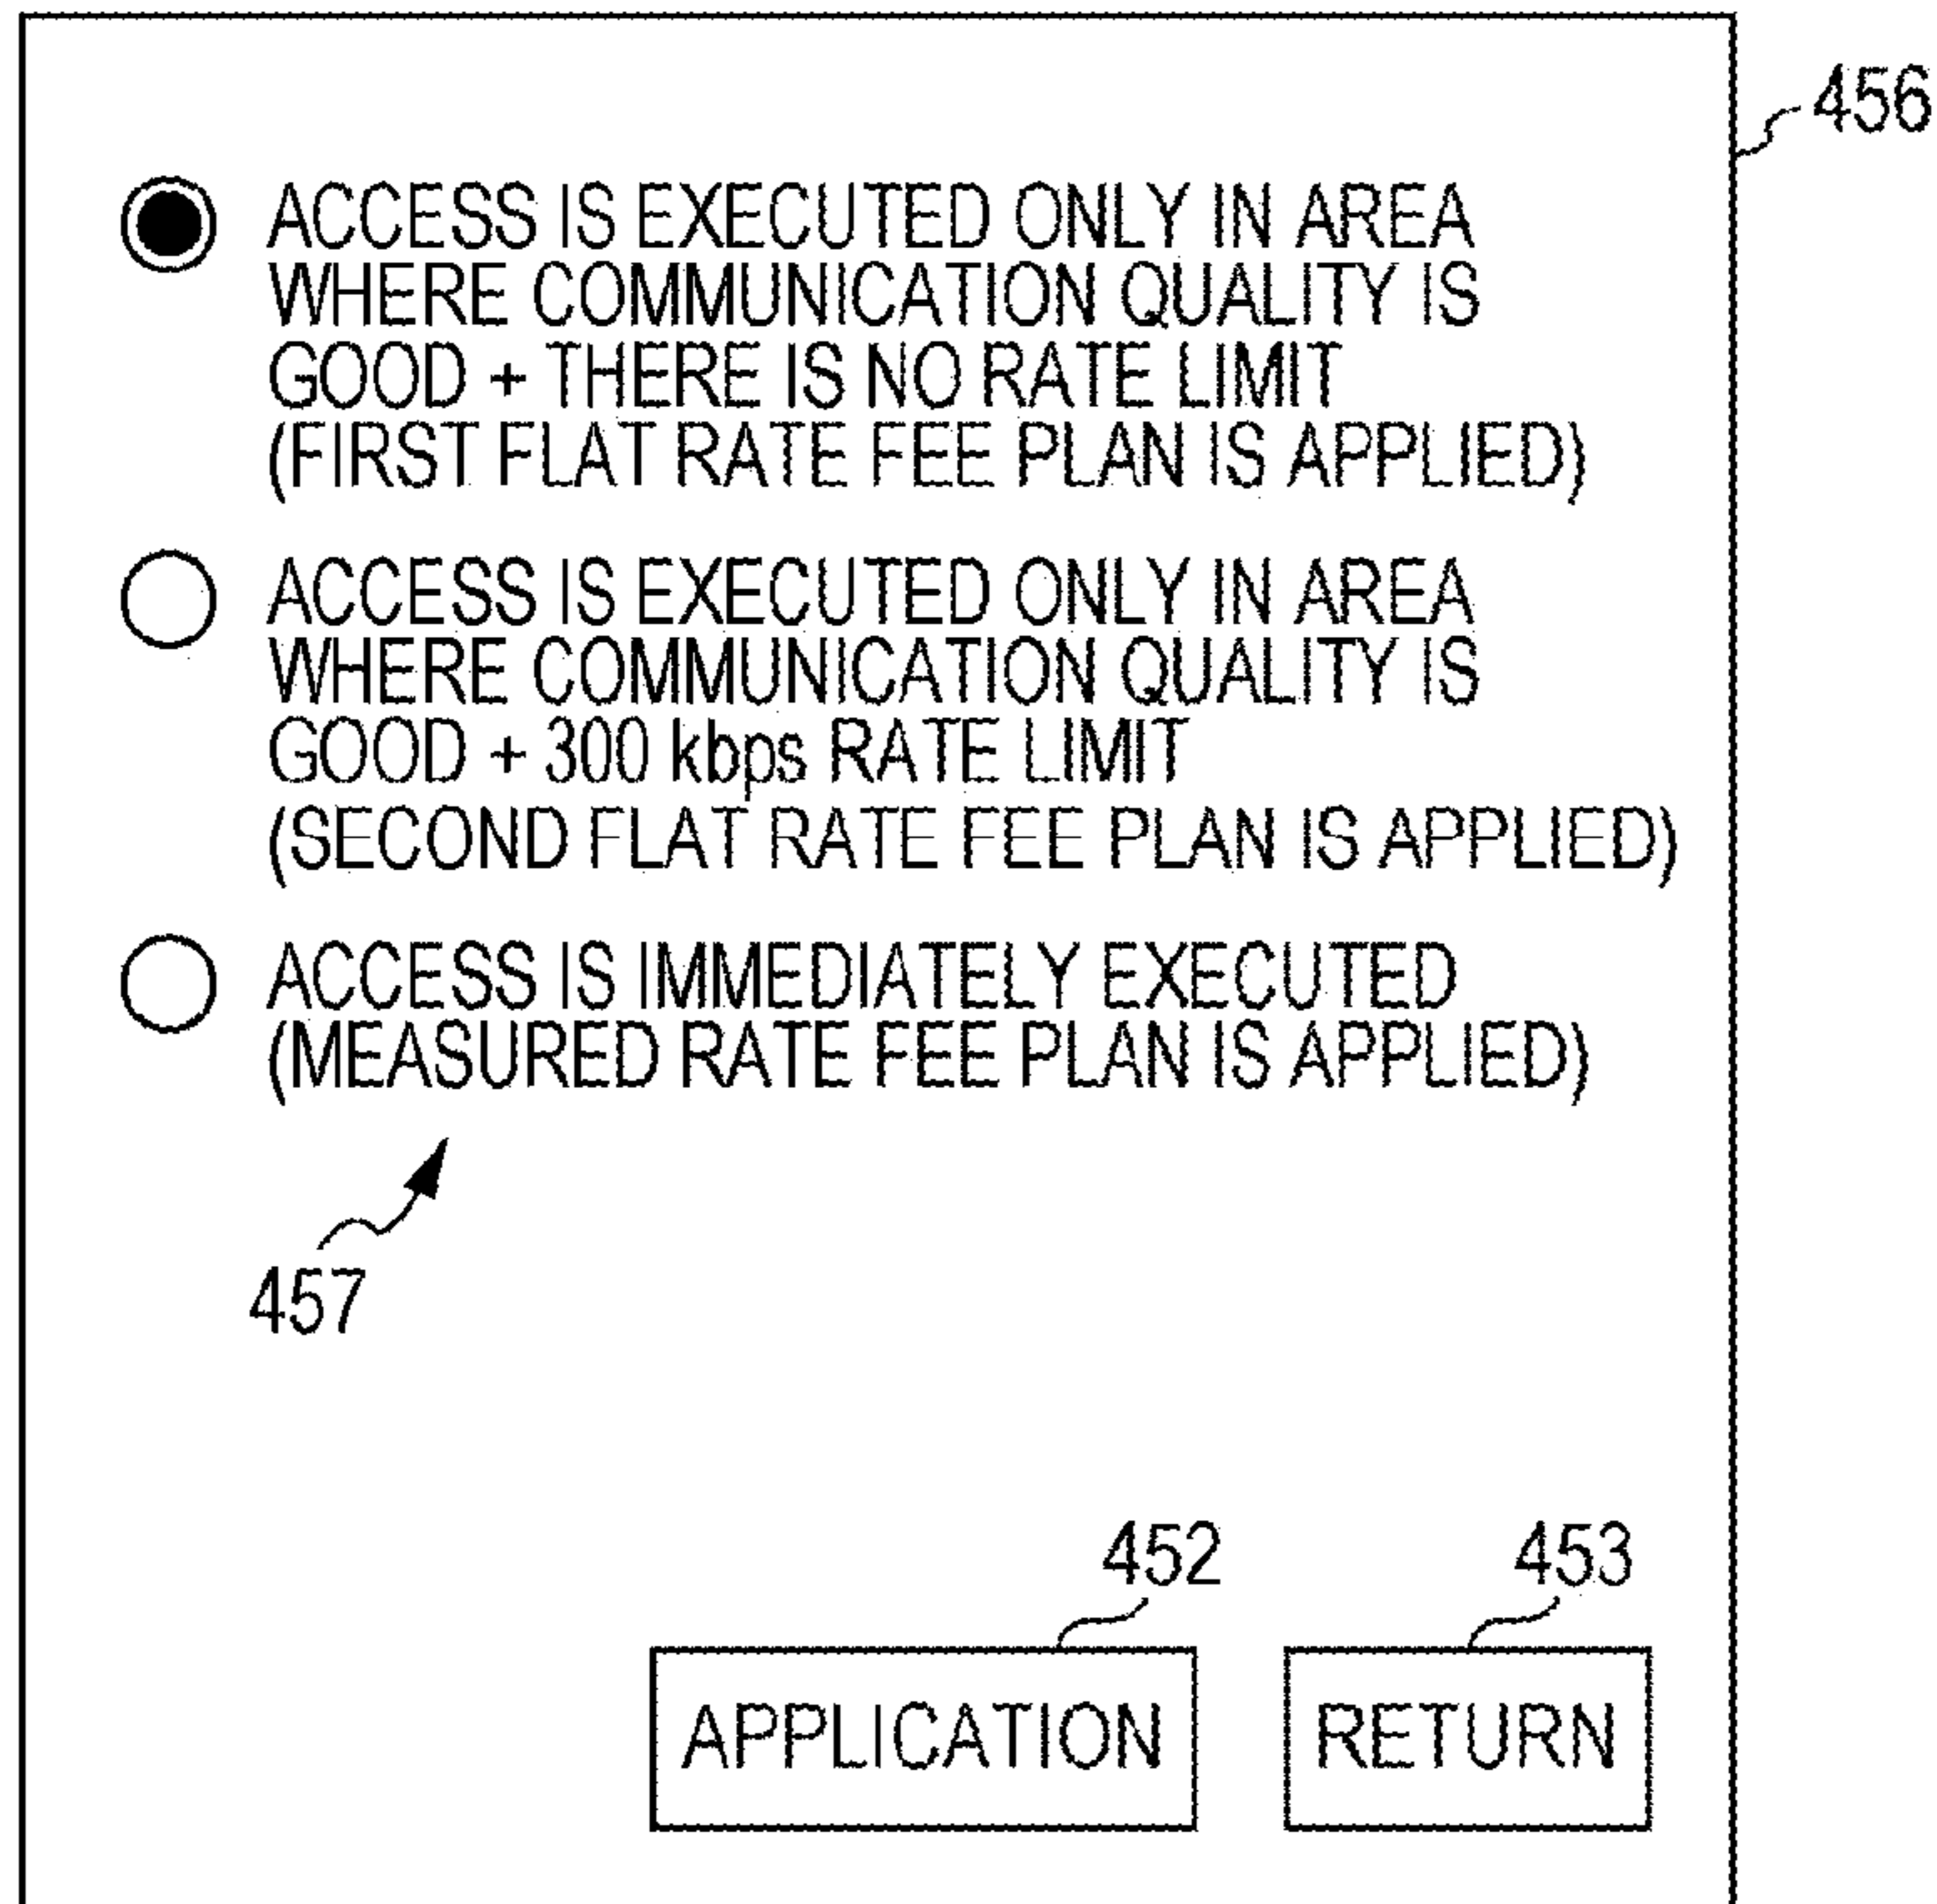 456
ACCESS IS EXECUTED ONLY IN AREA
WHERE COMMUNICATION QUALITY IS
GOOD + THERE IS NO RATE LIMIT
(FIRST FLAT RATE FEE PLAN IS APPLIED)
ACCESS IS EXECUTED ONLY IN AREA
WHERE COMMUNICATION QUALITY IS
GOOD + 300 kbps RATE LIMIT
(SECOND FLAT RATE FEE PLAN IS APPLIED)
ACCESS IS IMMEDIATELY EXECUTED
(MEASURED RATE FEE PLAN IS APPLIED)
457
452 453
APPLICATION RETURN